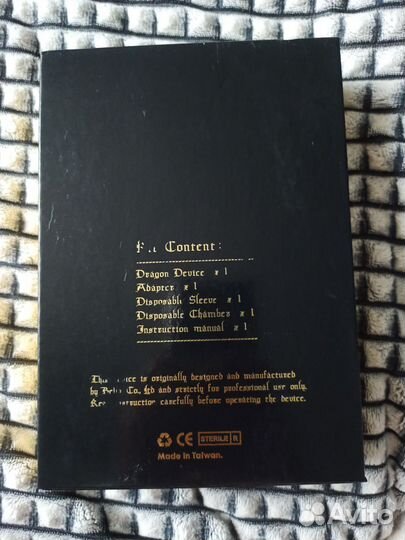 Content:
Dragon Device x 1
Adapter x 1
Disposable Sleeve x 1
Disposable Chamber x 1
Instruction manual x 1
is originally designed and manufactured
by Co., Ltd and strictly for professional use only.
carefully before operating the device.
CE STERILE R
Made in Taiwan.
Avito